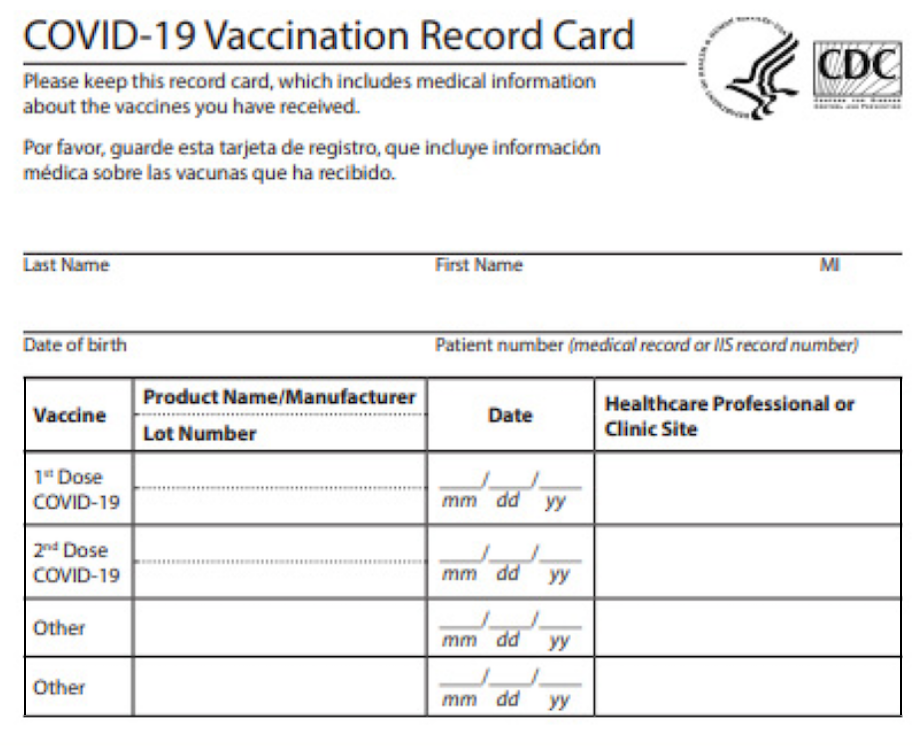 COVID-19 Vaccination Record Card
Please keep this record card, which includes medical information
about the vaccines you have received.
Por favor, guarde esta tarjeta de registro, que incluye información
médica sobre las vacunas que ha recibido.
CDC
Last Name First Name MI
Date of birth Patient number (medical record or IIS record number)
Vaccine
Product Name/Manufacturer
Lot Number
Date
Healthcare Professional or
Clinic Site
1st Dose
COVID-19
___/___/___
mm dd yy
2nd Dose
COVID-19
___/___/___
mm dd yy
Other
___/___/___
mm dd yy
Other
___/___/___
mm dd yy